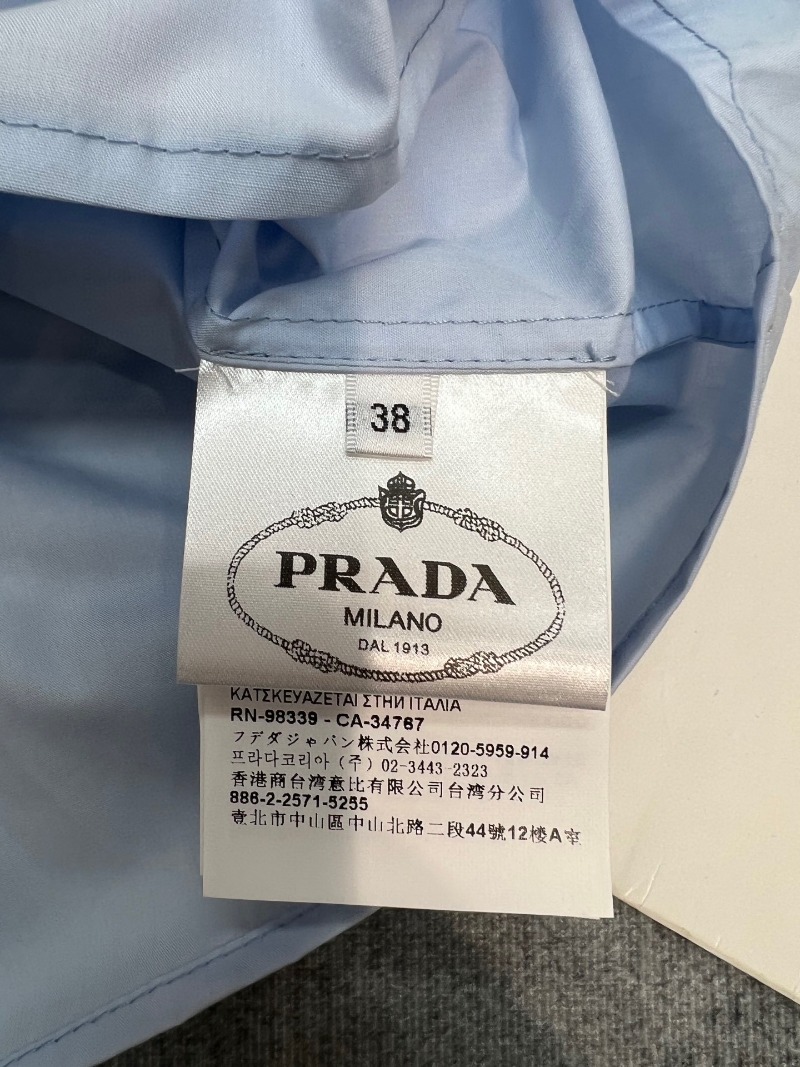 38
PRADA
MILANO
DAL 1913
ΚΑΤΣΚΕΥΑΖΕΤΑΙ ΣΤΗΝ ΙΤΑΛΙΑ
RN-98339 - CA-34767
フデダジャバン株式会社0120-5959-914
프라다코리아 (주) 02-3443-2323
香港商台湾意比有限公司台湾分公司
886-2-2571-5255
壹北市中山區中山北路二段44號12楼A室